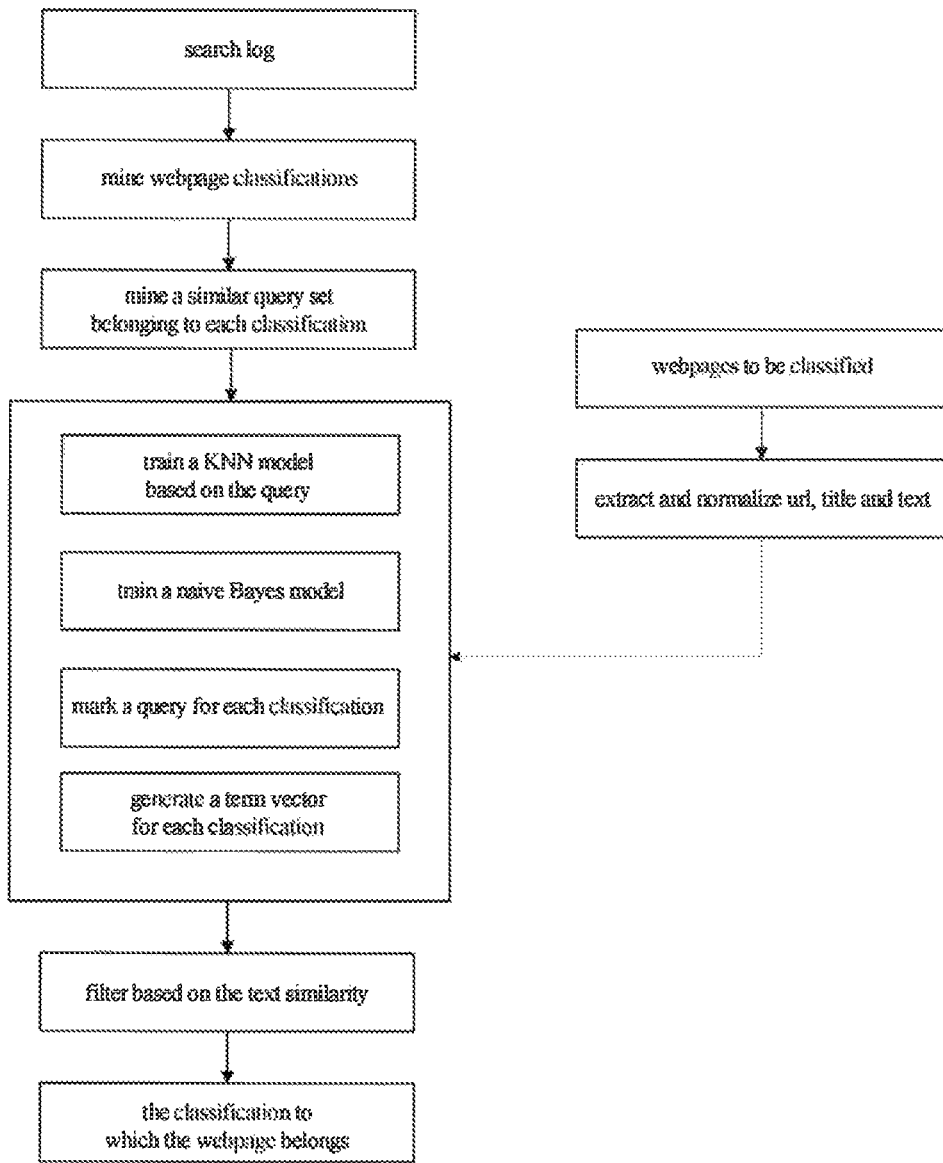 search log
mine webpage classifications
mine a similar query set
belonging to each classification
webpages to be classified
extract and normalize url, title and text
train a KNN model
based on the query
train a naive Bayes model
mark a query for each classification
generate a term vector
for each classification
filter based on the text similarity
the classification to
which the webpage belongs